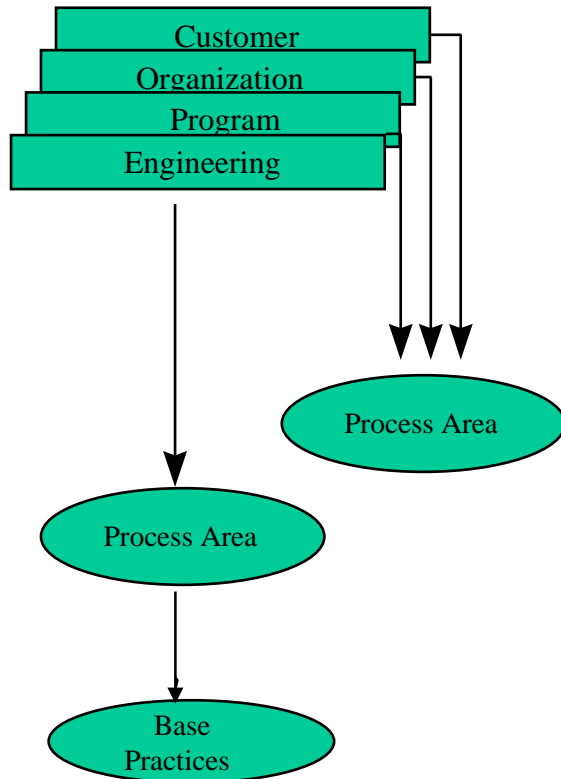 Customer
Organization
Program
Engineering
Process Area
Process Area
Base
Practices